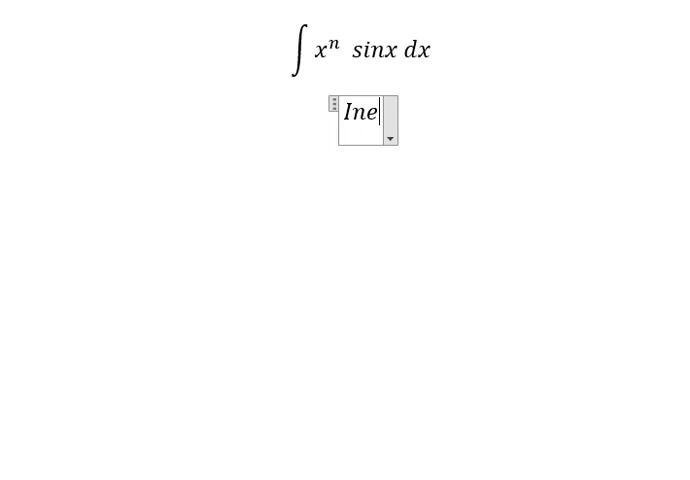 ∫ xⁿ sinx dx
Ine